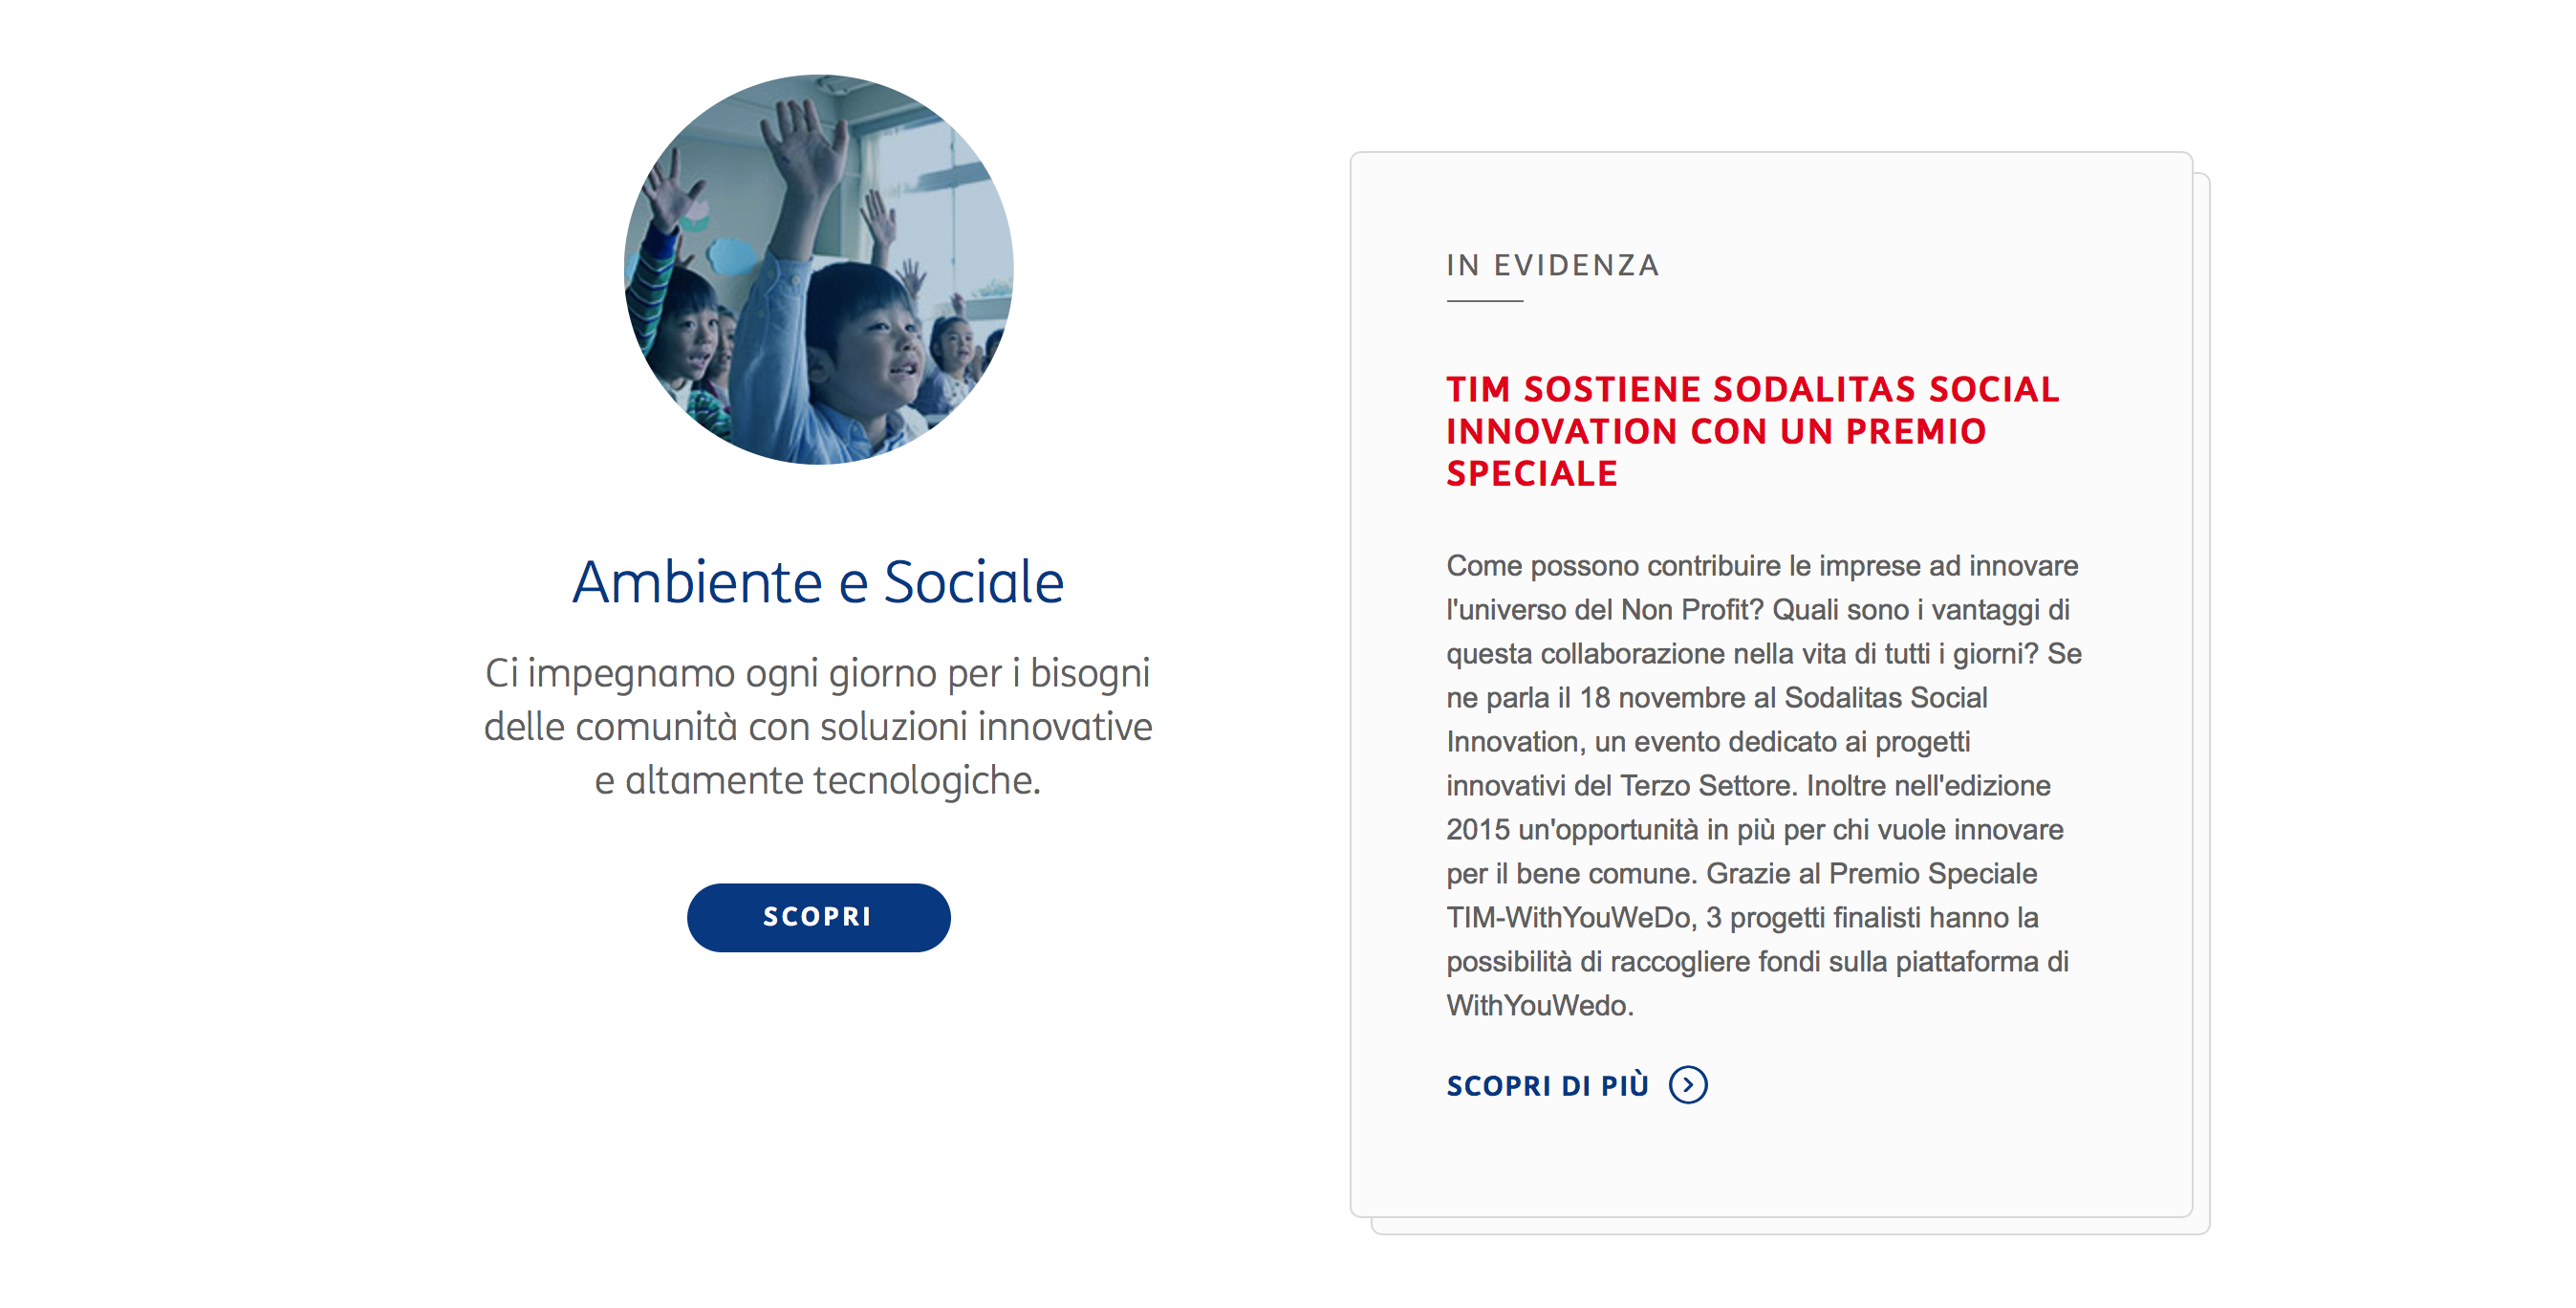 Ambiente e Sociale
Ci impegnamo ogni giorno per i bisogni
delle comunità con soluzioni innovative
e altamente tecnologiche.
SCOPRI
IN EVIDENZA
TIM SOSTIENE SODALITAS SOCIAL
INNOVATION CON UN PREMIO
SPECIALE
Come possono contribuire le imprese ad innovare
l'universo del Non Profit? Quali sono i vantaggi di
questa collaborazione nella vita di tutti i giorni? Se
ne parla il 18 novembre al Sodalitas Social
Innovation, un evento dedicato ai progetti
innovativi del Terzo Settore. Inoltre nell'edizione
2015 un'opportunità in più per chi vuole innovare
per il bene comune. Grazie al Premio Speciale
TIM-WithYouWeDo, 3 progetti finalisti hanno la
possibilità di raccogliere fondi sulla piattaforma di
WithYouWedo.
SCOPRI DI PIÙ